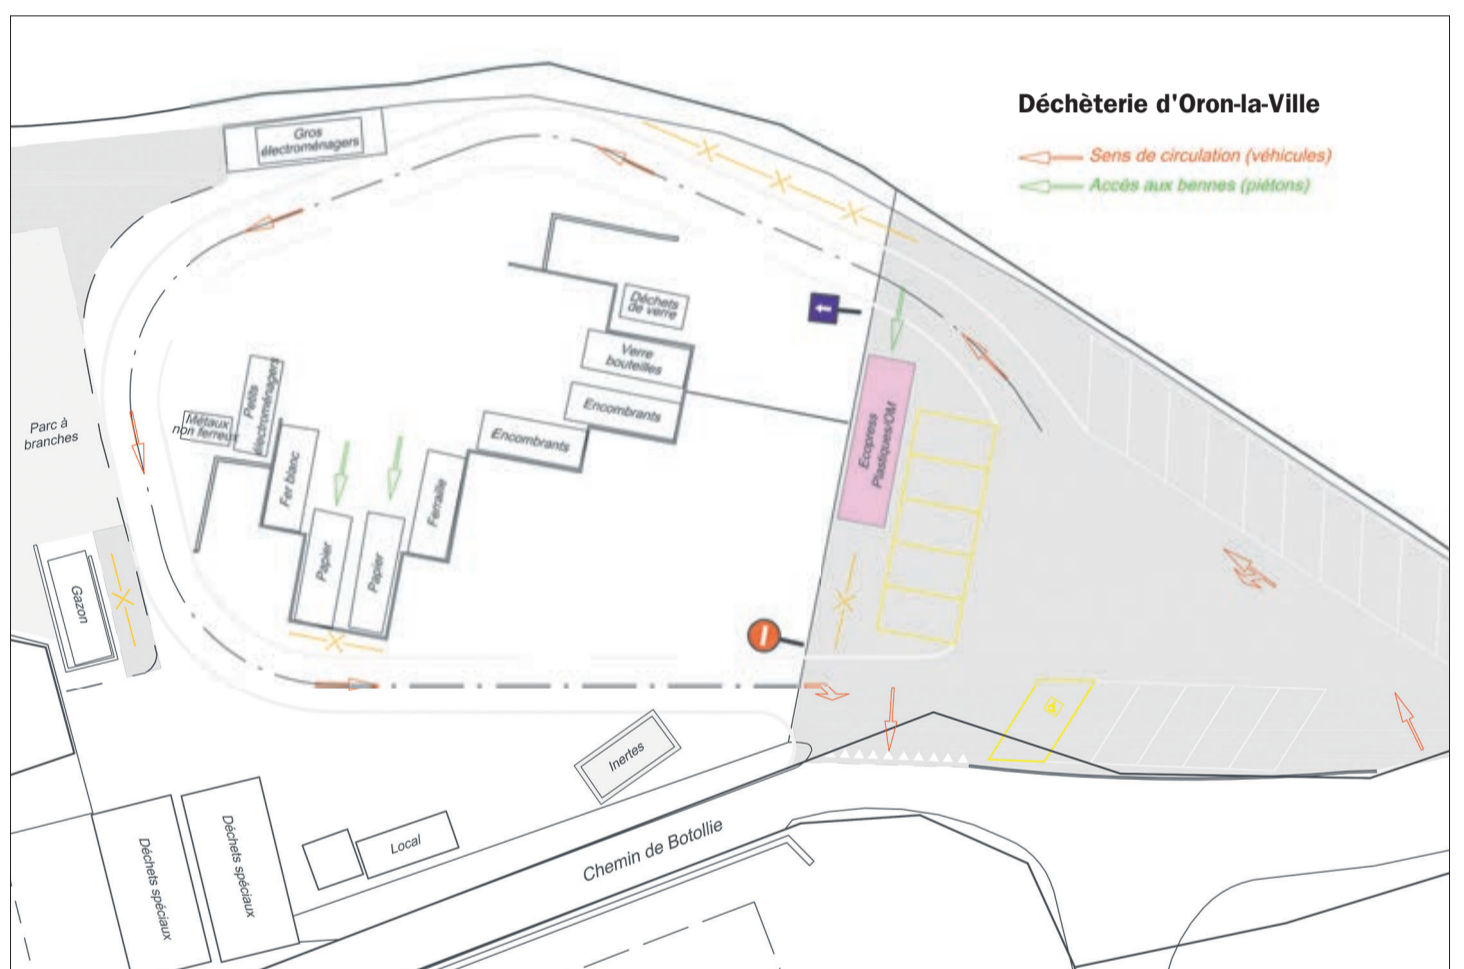 Déchèterie d'Oron-la-Ville
Sens de circulation (véhicules)
Accès aux bennes (piétons)
Gros
électroménagers
Déchets
de verre
Verre
bouteilles
Encombrants
Encombrants
Ecopress
Plastiques/OM
Petits
électroménagers
Métaux
non ferreux
Fer blanc
Papier
Papier
Ferraille
Parc à
branches
Gazon
Inertes
Local
Déchets spéciaux
Déchets spéciaux
Chemin de Botollie